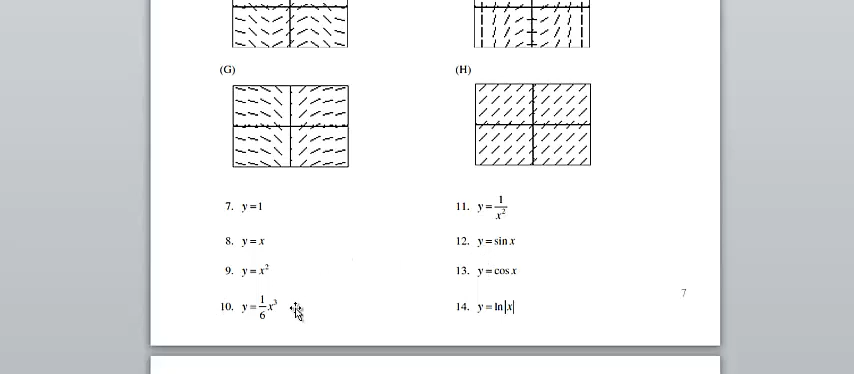 (G) (H)
7. y = 1 11. y = 1/x²
8. y = x 12. y = sin x
9. y = x² 13. y = cos x
7
10. y = 1/6 x³ 14. y = ln|x|